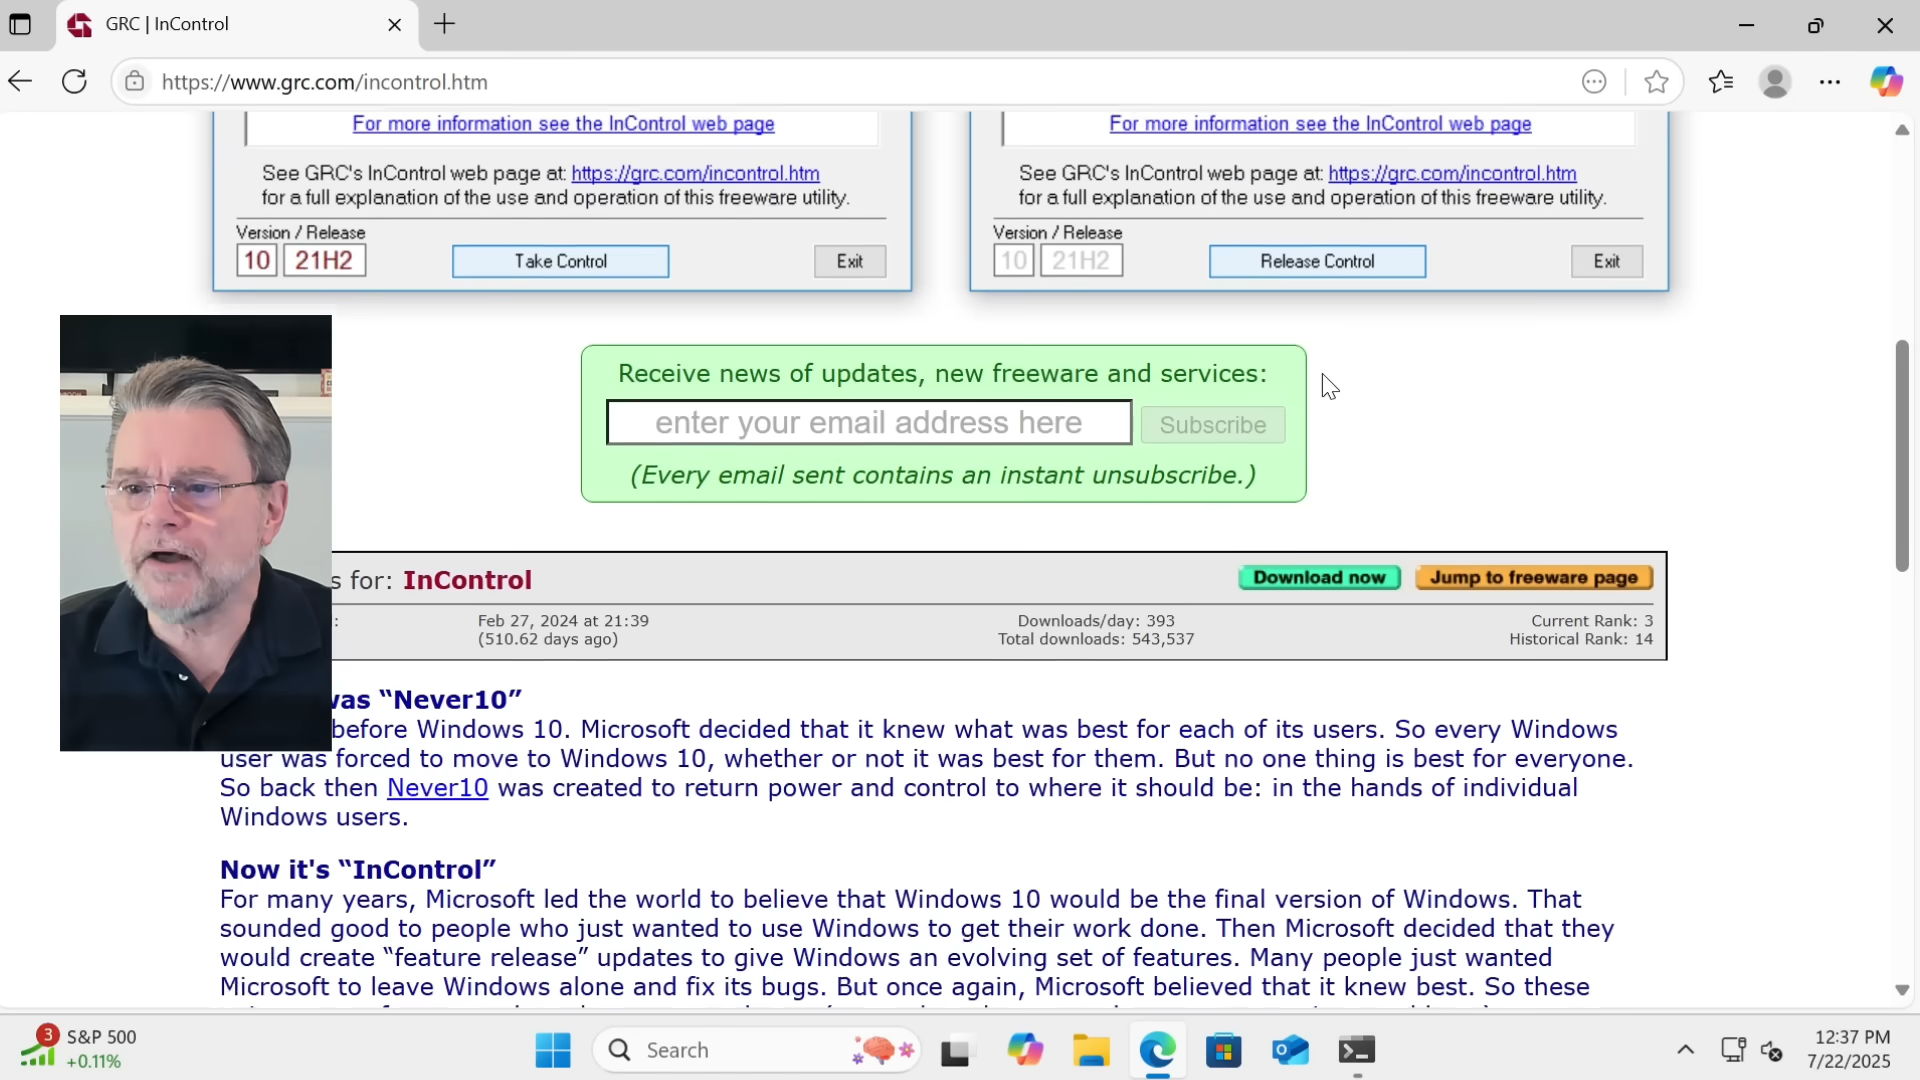 GRC | InControl
https://www.grc.com/incontrol.htm
For more information see the InControl web page
See GRC's InControl web page at: https://grc.com/incontrol.htm
for a full explanation of the use and operation of this freeware utility.
Version / Release
10 21H2 Take Control Exit
For more information see the InControl web page
See GRC's InControl web page at: https://grc.com/incontrol.htm
for a full explanation of the use and operation of this freeware utility.
Version / Release
10 21H2 Release Control Exit
Receive news of updates, new freeware and services:
enter your email address here Subscribe
(Every email sent contains an instant unsubscribe.)
s for: InControl Download now Jump to freeware page
: Feb 27, 2024 at 21:39 Downloads/day: 393 Current Rank: 3
(510.62 days ago) Total downloads: 543,537 Historical Rank: 14
was “Never10”
before Windows 10. Microsoft decided that it knew what was best for each of its users. So every Windows
user was forced to move to Windows 10, whether or not it was best for them. But no one thing is best for everyone.
So back then Never10 was created to return power and control to where it should be: in the hands of individual
Windows users.
Now it's “InControl”
For many years, Microsoft led the world to believe that Windows 10 would be the final version of Windows. That
sounded good to people who just wanted to use Windows to get their work done. Then Microsoft decided that they
would create “feature release” updates to give Windows an evolving set of features. Many people just wanted
Microsoft to leave Windows alone and fix its bugs. But once again, Microsoft believed that it knew best. So these
3 S&P 500
+0.11%
Search
12:37 PM
7/22/2025